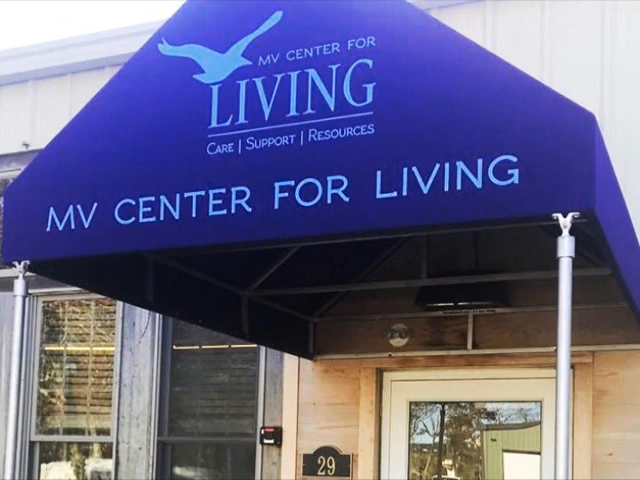 MV CENTER FOR
LIVING
CARE | SUPPORT | RESOURCES
MV CENTER FOR LIVING
29